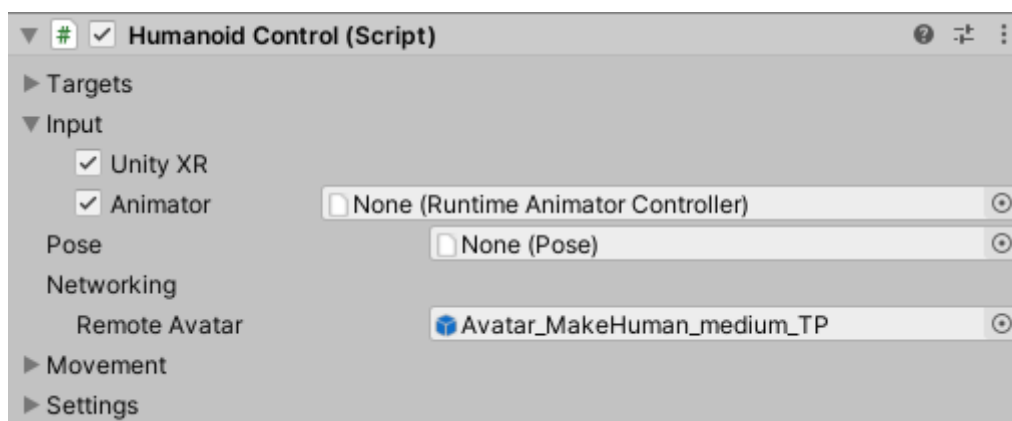 # Humanoid Control (Script)
Targets
Input
Unity XR
Animator None (Runtime Animator Controller)
Pose None (Pose)
Networking
Remote Avatar Avatar_MakeHuman_medium_TP
Movement
Settings